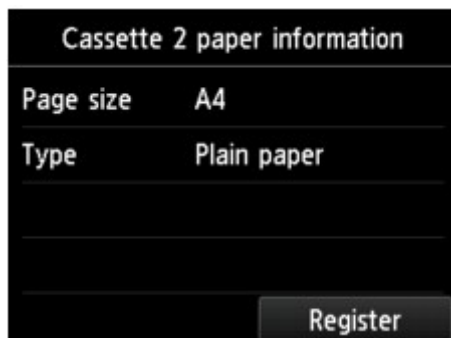 Cassette 2 paper information
Page size A4
Type Plain paper
Register